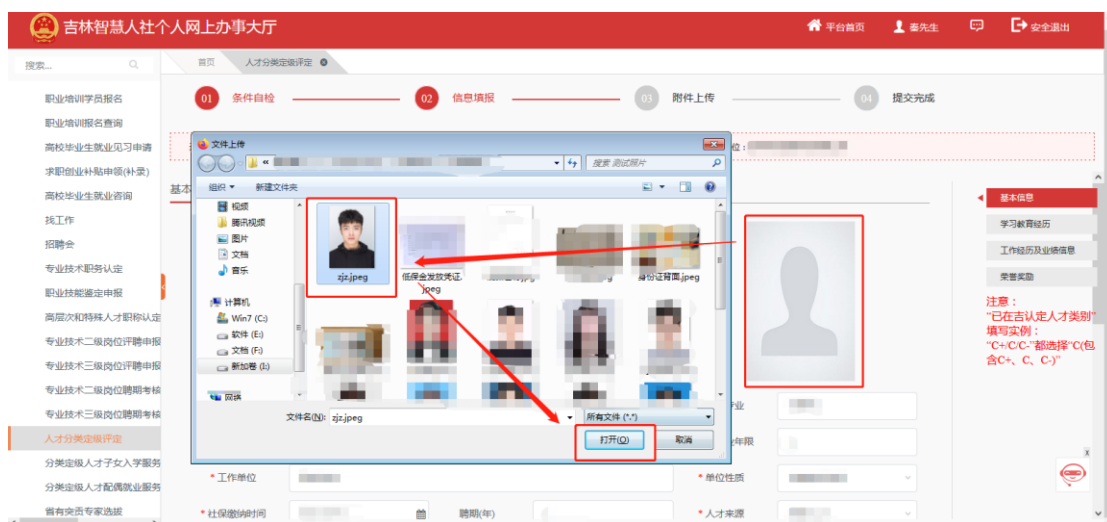 吉林智慧人社个人网上办事大厅
平台首页
秦先生
安全退出
搜索...
首页
人才分类定级评定
01 条件自检
02 信息填报
03 附件上传
04 提交完成
职业培训学员报名
职业培训报名查询
高校毕业生就业见习申请
求职创业补贴申领(补录)
高校毕业生就业咨询
找工作
招聘会
专业技术职务认定
职业技能鉴定申报
高层次和特殊人才职称认定
专业技术二级岗位评聘申报
专业技术三级岗位评聘申报
专业技术二级岗位聘期考核
专业技术三级岗位聘期考核
人才分类定级评定
分类定级人才子女入学服务
分类定级人才配偶就业服务
省有突贡专家选拔
位：
基本
文件上传
搜索 测试照片
组织
新建文件夹
视频
腾讯视频
图片
文档
音乐
计算机
Win7 (C:)
软件 (E:)
文档 (F:)
新加卷 (I:)
网络
zjz.jpeg
低保金发放凭证.jpeg
身份证背面.jpeg
文件名(N):
zjz.jpeg
所有文件 (*.*)
打开(O)
取消
业
年限
* 工作单位
* 单位性质
* 社保缴纳时间
聘期(年)
* 人才来源
基本信息
学习教育经历
工作经历及业绩信息
荣誉奖励
注意：
“已在吉认定人才类别”
填写实例：
“C+/C/C-”都选择“C(包
含C+、C、C-)”
x